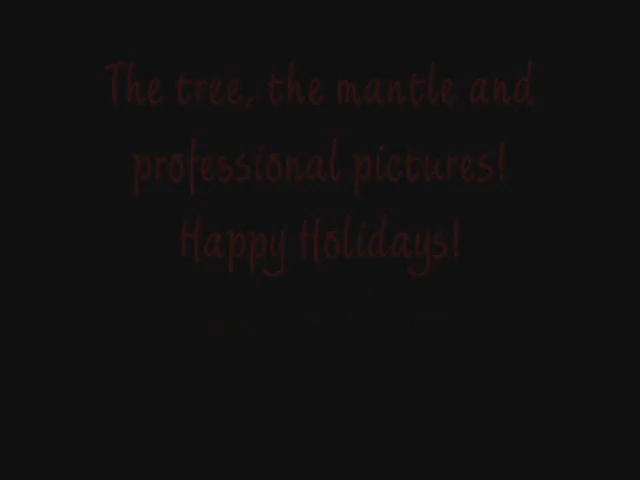 The tree, the mantle and
professional pictures!
Happy Holidays!